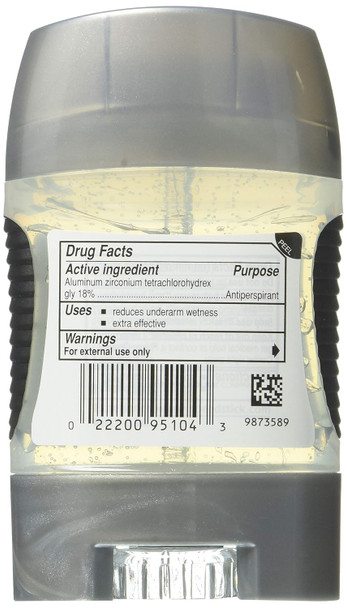 PEEL
Drug Facts
Active ingredient Purpose
Aluminum zirconium tetrachlorohydrex
gly 18%..........................................Antiperspirant
Uses ■ reduces underarm wetness
■ extra effective
Warnings
For external use only
0 22200 95104 3
9873589